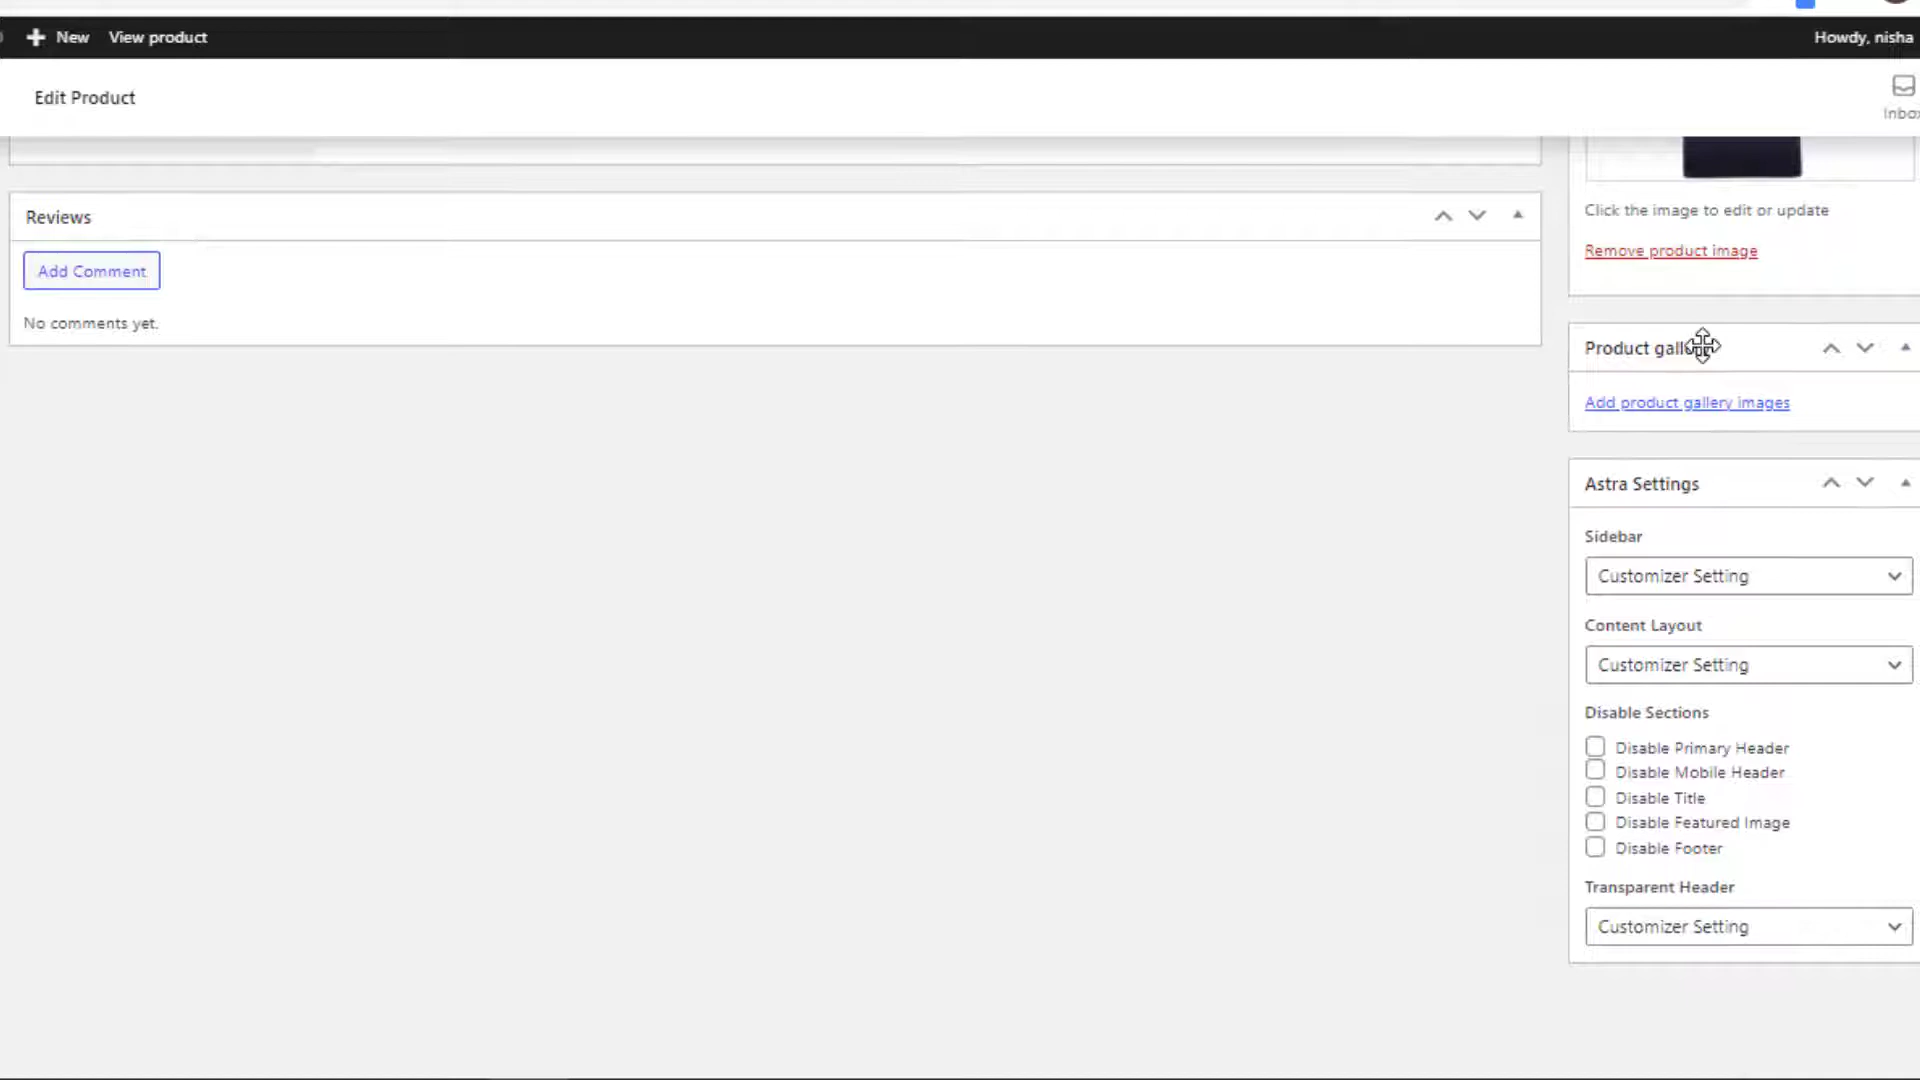 New View product
Howdy, nisha
Edit Product
Reviews
Add Comment
No comments yet.
Click the image to edit or update
Remove product image
Product
Add product gallery images
Astra Settings
Sidebar
Customizer Setting
Content Layout
Customizer Setting
Disable Sections
Disable Primary Header
Disable Mobile Header
Disable Title
Disable Featured Image
Disable Footer
Transparent Header
Customizer Setting